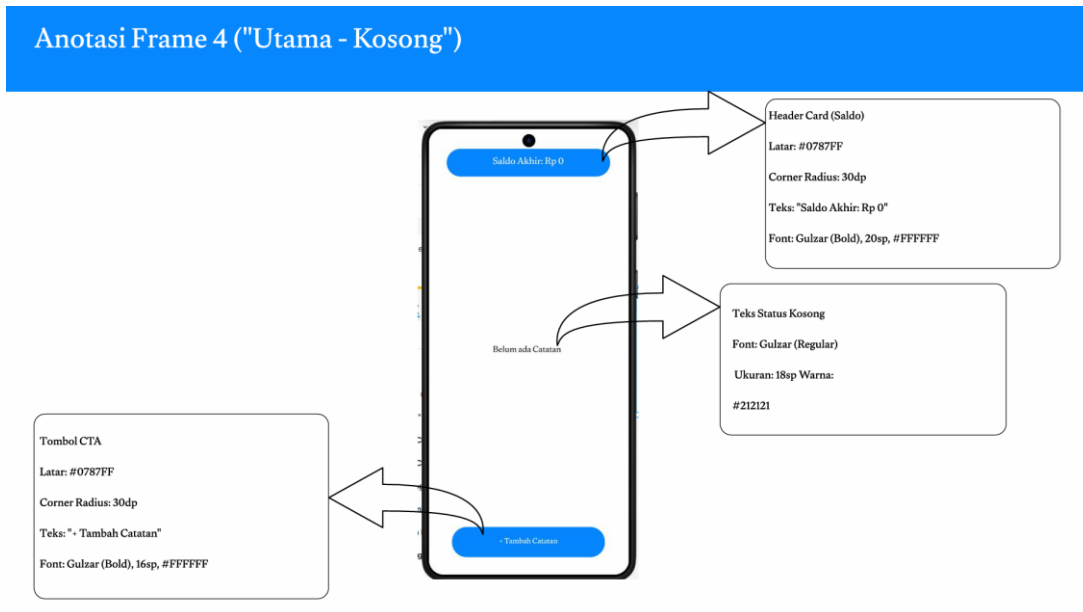 Anotasi Frame 4 ("Utama - Kosong")
Saldo Akhir: Rp 0
Header Card (Saldo)
Latar: #0787FF
Corner Radius: 30dp
Teks: "Saldo Akhir: Rp 0"
Font: Gulzar (Bold), 20sp, #FFFFFF
Belum ada Catatan
Teks Status Kosong
Font: Gulzar (Regular)
Ukuran: 18sp Warna:
#212121
Tombol CTA
Latar: #0787FF
Corner Radius: 30dp
Teks: "+ Tambah Catatan"
Font: Gulzar (Bold), 16sp, #FFFFFF
+ Tambah Catatan